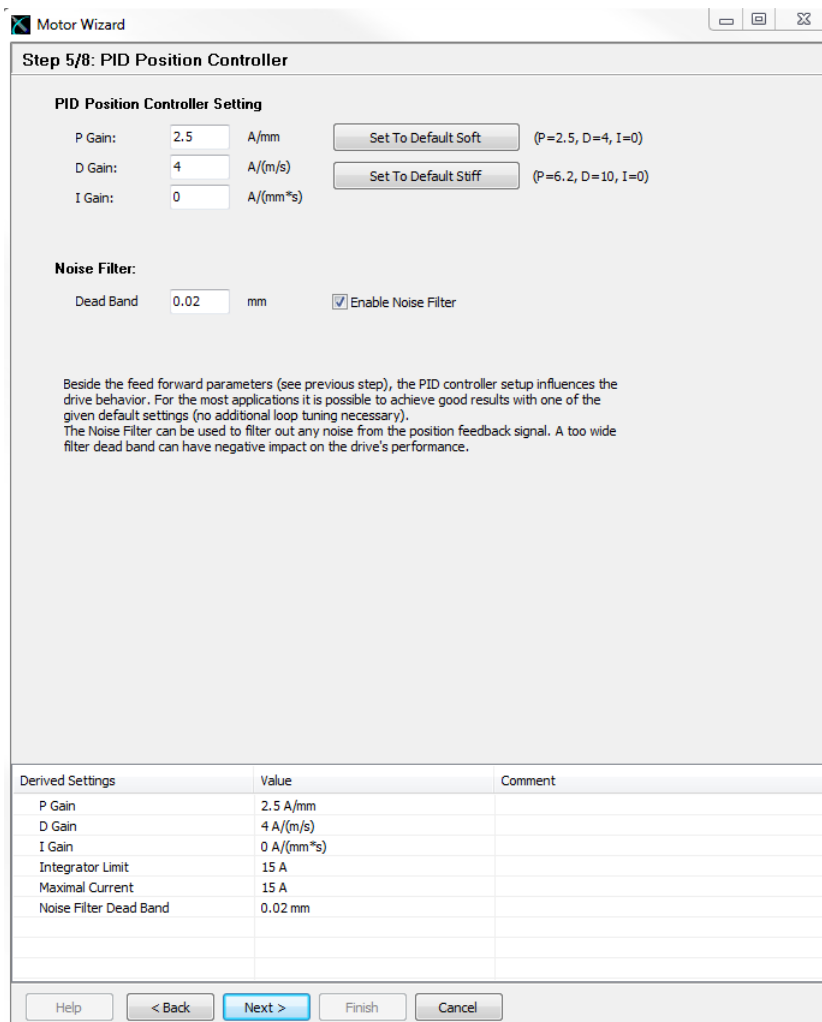 Motor Wizard
Step 5/8: PID Position Controller
PID Position Controller Setting
P Gain: 2.5 A/mm Set To Default Soft (P=2.5, D=4, I=0)
D Gain: 4 A/(m/s)
Set To Default Stiff (P=6.2, D=10, I=0)
I Gain: 0 A/(mm*s)
Noise Filter:
Dead Band 0.02 mm Enable Noise Filter
Beside the feed forward parameters (see previous step), the PID controller setup influences the
drive behavior. For the most applications it is possible to achieve good results with one of the
given default settings (no additional loop tuning necessary).
The Noise Filter can be used to filter out any noise from the position feedback signal. A too wide
filter dead band can have negative impact on the drive's performance.
Derived Settings Value Comment
P Gain 2.5 A/mm
D Gain 4 A/(m/s)
I Gain 0 A/(mm*s)
Integrator Limit 15 A
Maximal Current 15 A
Noise Filter Dead Band 0.02 mm
Help < Back Next > Finish Cancel